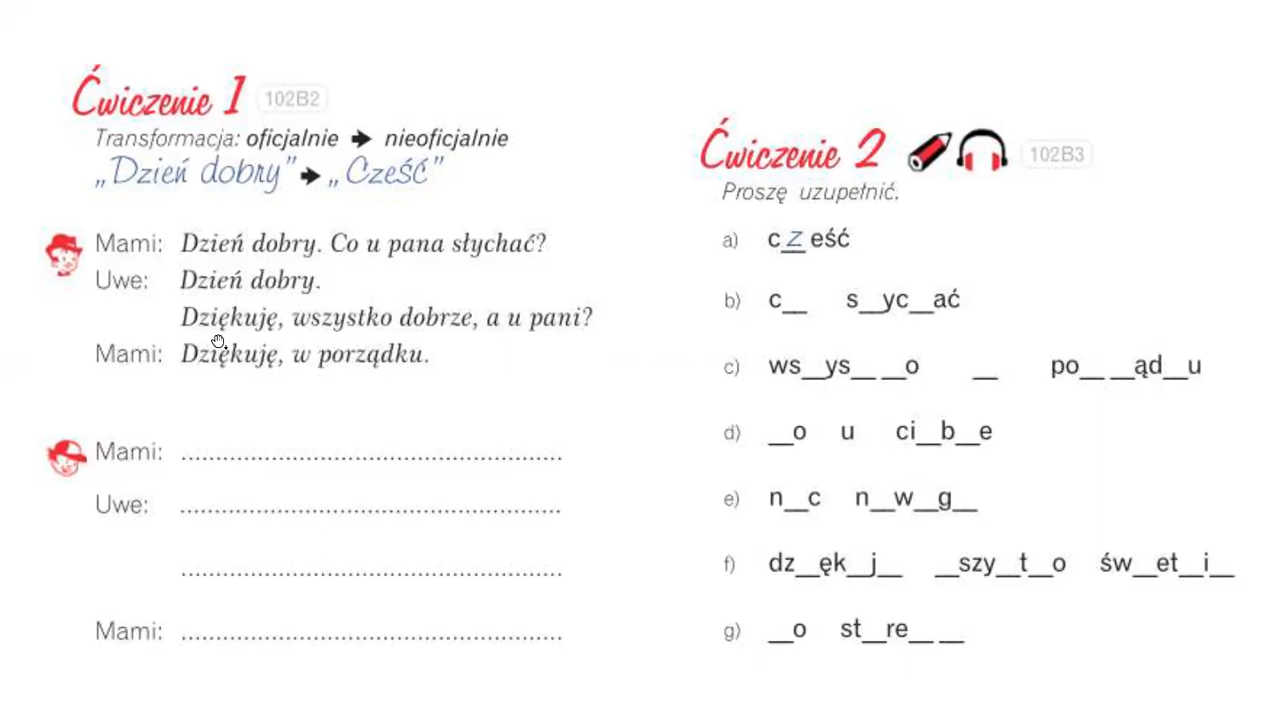 Ćwiczenie 1 102B2
Transformacja: oficjalnie → nieoficjalnie
„Dzień dobry” → „Cześć”
Mami: Dzień dobry. Co u pana słychać?
Uwe: Dzień dobry.
Dziękuję, wszystko dobrze, a u pani?
Mami: Dziękuję, w porządku.
Mami: ......................................................
Uwe: ......................................................
......................................................
Mami: ......................................................
Ćwiczenie 2 102B3
Proszę uzupełnić.
a) c_z_eść
b) c__ s__yc__ać
c) ws__ys__ __o __ po__ __ąd__u
d) __o u ci__b__e
e) n__c n__w__g__
f) dz__ęk__j__ __szy__t__o św__et__i__
g) __o st__re__ __